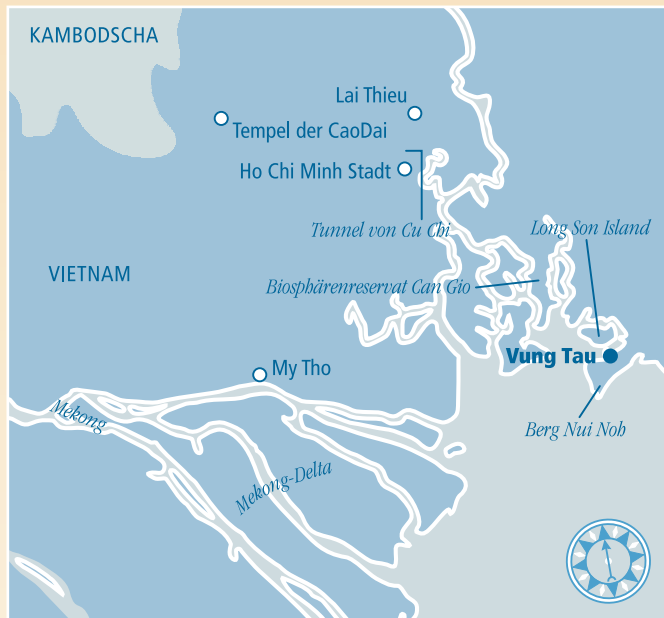 KAMBODSCHA
Lai Thieu
Tempel der CaoDai
Ho Chi Minh Stadt
Tunnel von Cu Chi
Long Son Island
VIETNAM
Biosphärenreservat Can Gio
Vung Tau
My Tho
Mekong
Berg Nui Noh
Mekong-Delta